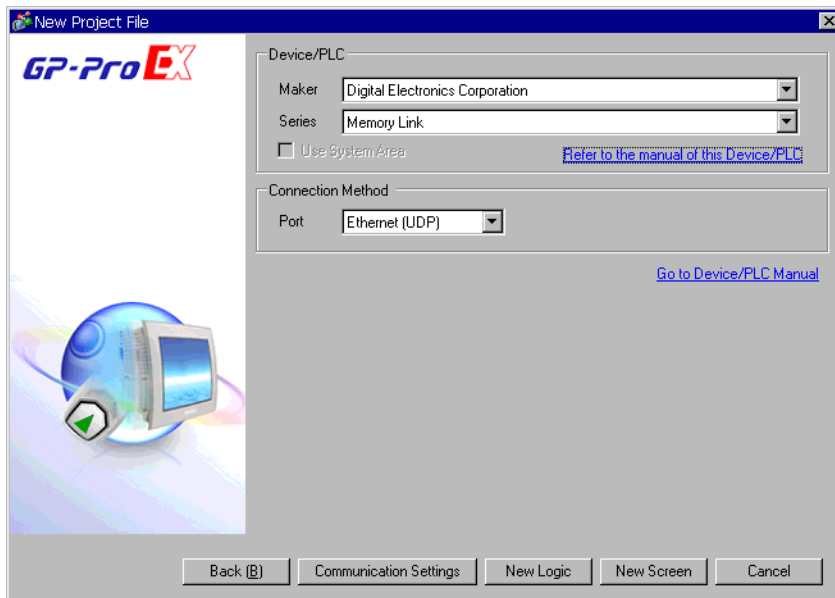 New Project File
GP-Pro EX
Device/PLC
Maker Digital Electronics Corporation
Series Memory Link
Use System Area Refer to the manual of this Device/PLC
Connection Method
Port Ethernet (UDP)
Go to Device/PLC Manual
Back (B) Communication Settings New Logic New Screen Cancel